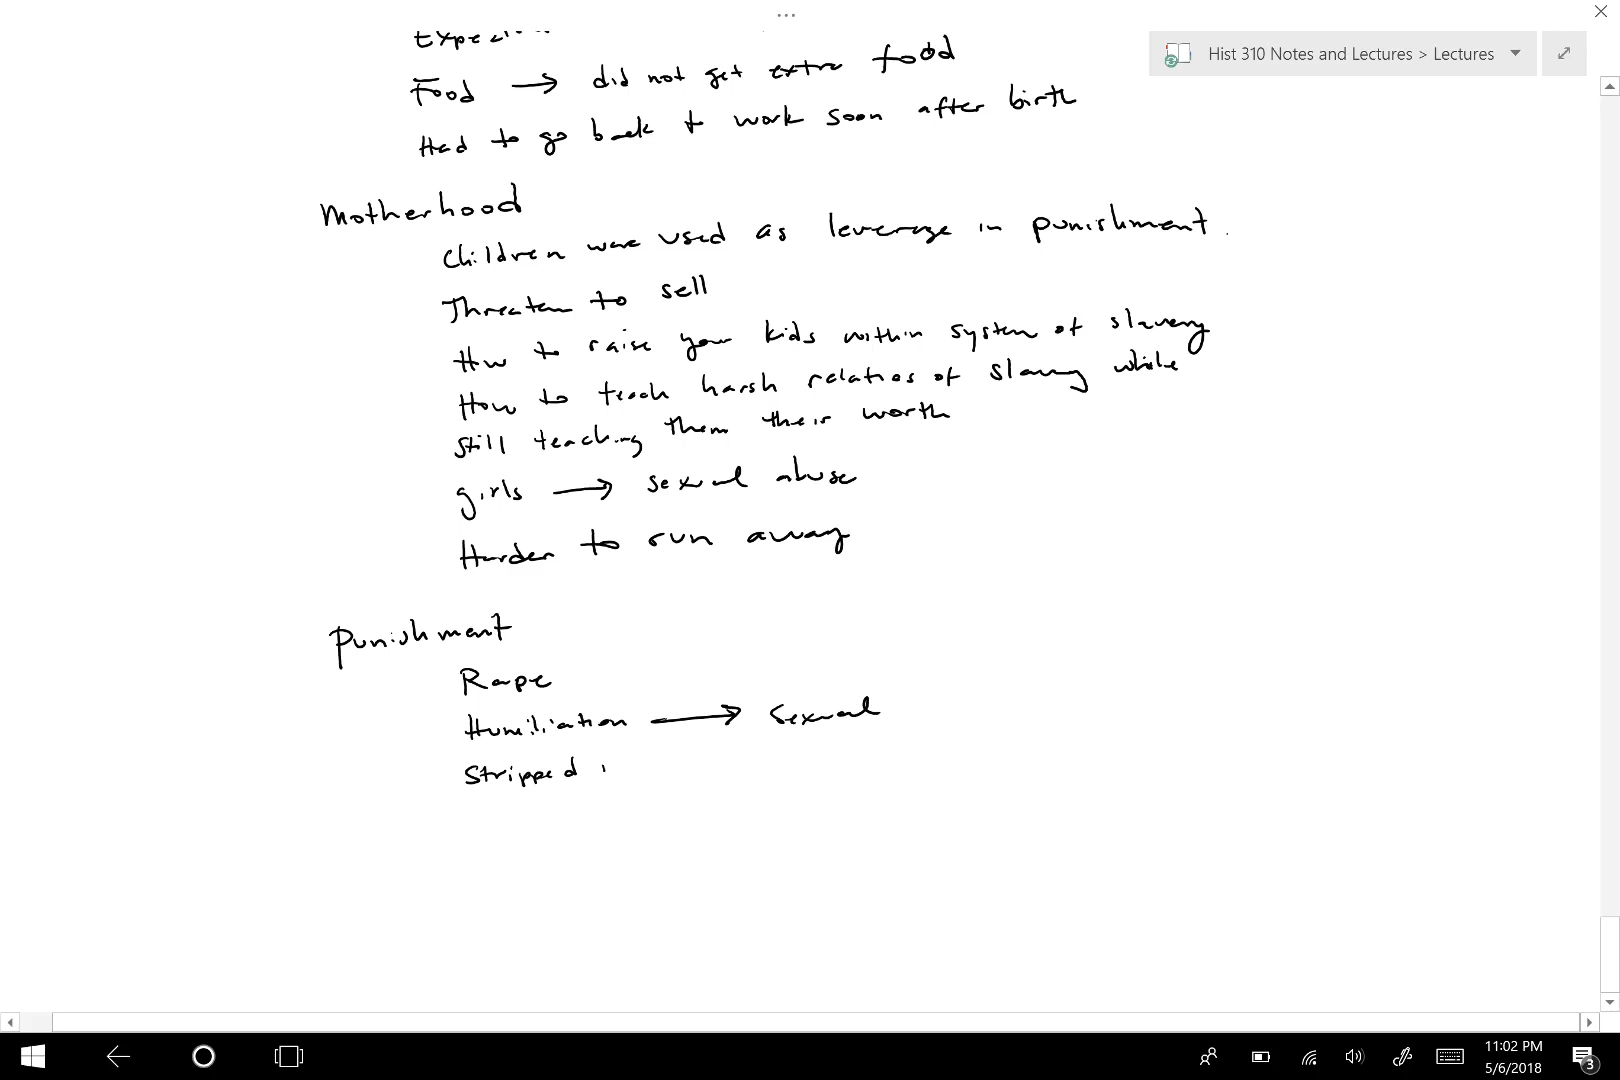 ...
Hist 310 Notes and Lectures > Lectures
Food → did not get extra food
Had to go back to work soon after birth
Motherhood
Children were used as leverage in punishment.
Threaten to sell
How to raise your kids within system of slavery
How to teach harsh relaties of slavery while
still teaching them their worth
girls → sexual abuse
Harder to run away
Punishment
Rape
Humiliation → sexual
Stripped
11:02 PM
5/6/2018
3